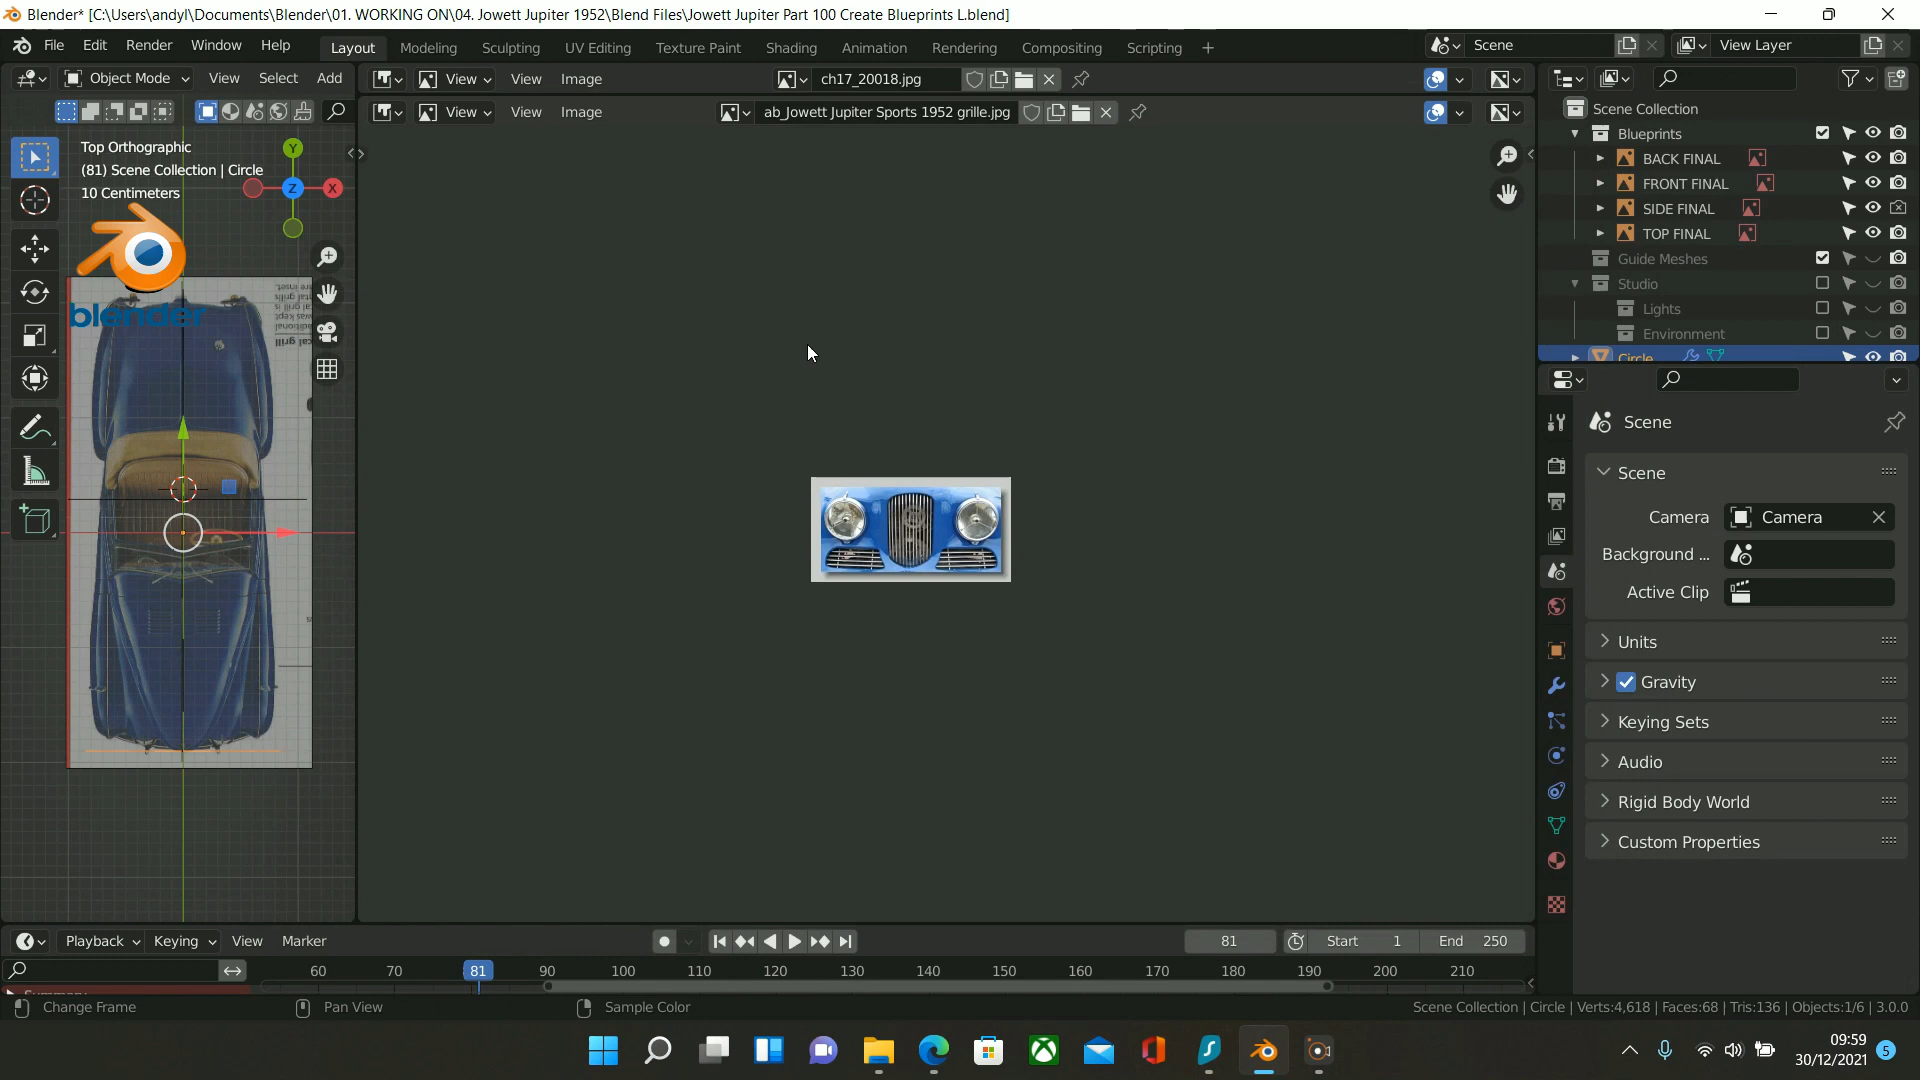 Blender* [C:\Users\andyl\Documents\Blender\01. WORKING ON\04. Jowett Jupiter 1952\Blend Files\Jowett Jupiter Part 100 Create Blueprints L.blend]
File Edit Render Window Help Layout Modeling Sculpting UV Editing Texture Paint Shading Animation Rendering Compositing Scripting + Scene View Layer
Object Mode View Select Add View View Image ch17_20018.jpg
View View Image ab_Jowett Jupiter Sports 1952 grille.jpg
Scene Collection
Blueprints
BACK FINAL
FRONT FINAL
SIDE FINAL
TOP FINAL
Guide Meshes
Studio
Lights
Environment
Circle
Top Orthographic
(81) Scene Collection | Circle
10 Centimeters
Y
Z
X
blender
Scene
Scene
Camera Camera
Background ...
Active Clip
Units
Gravity
Keying Sets
Audio
Rigid Body World
Custom Properties
Playback Keying View Marker 81 Start 1 End 250
60 70 81 90 100 110 120 130 140 150 160 170 180 190 200 210
Change Frame Pan View Sample Color Scene Collection | Circle | Verts:4,618 | Faces:68 | Tris:136 | Objects:1/6 | 3.0.0
09:59
30/12/2021
5